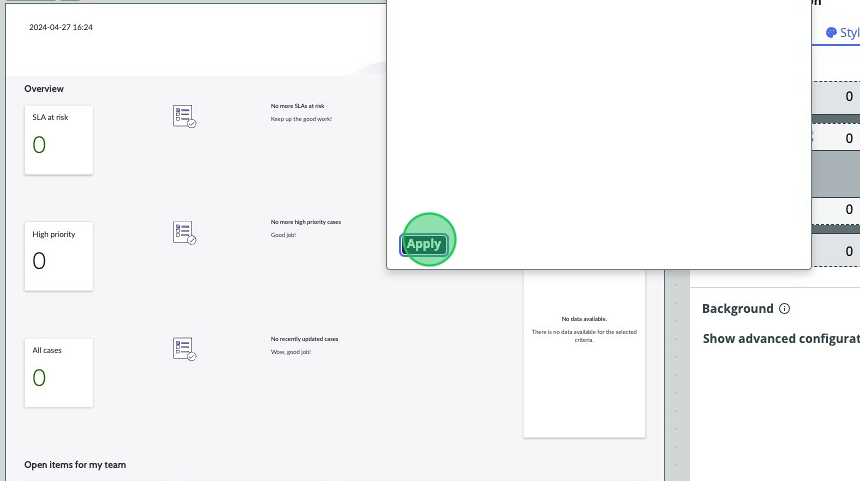 2024-04-27 16:24
Overview
SLA at risk
0
No more SLAs at risk
Keep up the good work!
High priority
0
No more high priority cases
Good job!
All cases
0
No recently updated cases
Wow, good job!
Open items for my team
Apply
No data available.
There is no data available for the selected
criteria.
Styl
0
0
0
0
Background
Show advanced configurat